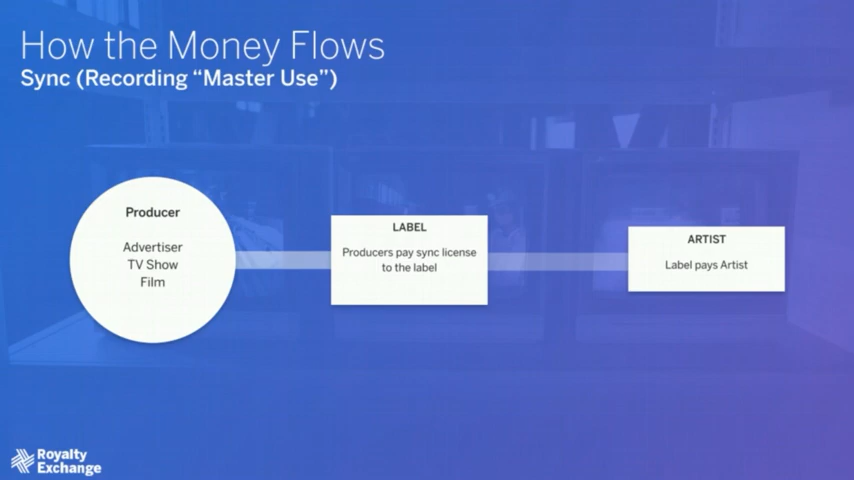 How the Money Flows
Sync (Recording “Master Use”)
Producer
Advertiser
TV Show
Film
LABEL
Producers pay sync license
to the label
ARTIST
Label pays Artist
Royalty
Exchange